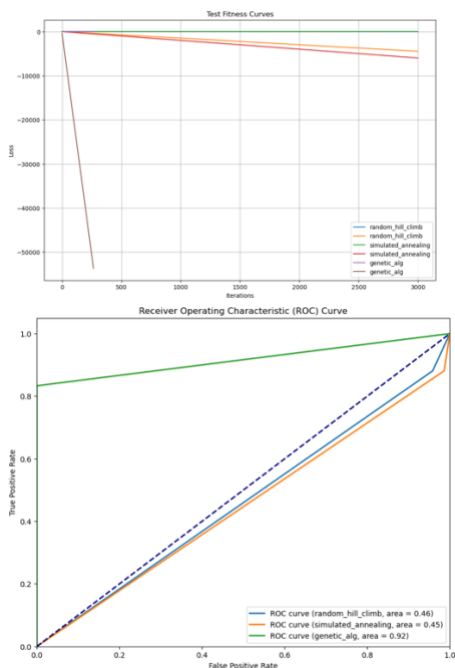 Test Fitness Curves
0
−10000
−20000
−30000
−40000
−50000
Loss
0
500
1000
1500
2000
2500
3000
Iterations
random_hill_climb
random_hill_climb
simulated_annealing
simulated_annealing
genetic_alg
genetic_alg
Receiver Operating Characteristic (ROC) Curve
1.0
0.8
0.6
0.4
0.2
0.0
True Positive Rate
0.0
0.2
0.4
0.6
0.8
1.0
False Positive Rate
ROC curve (random_hill_climb, area = 0.46)
ROC curve (simulated_annealing, area = 0.45)
ROC curve (genetic_alg, area = 0.92)